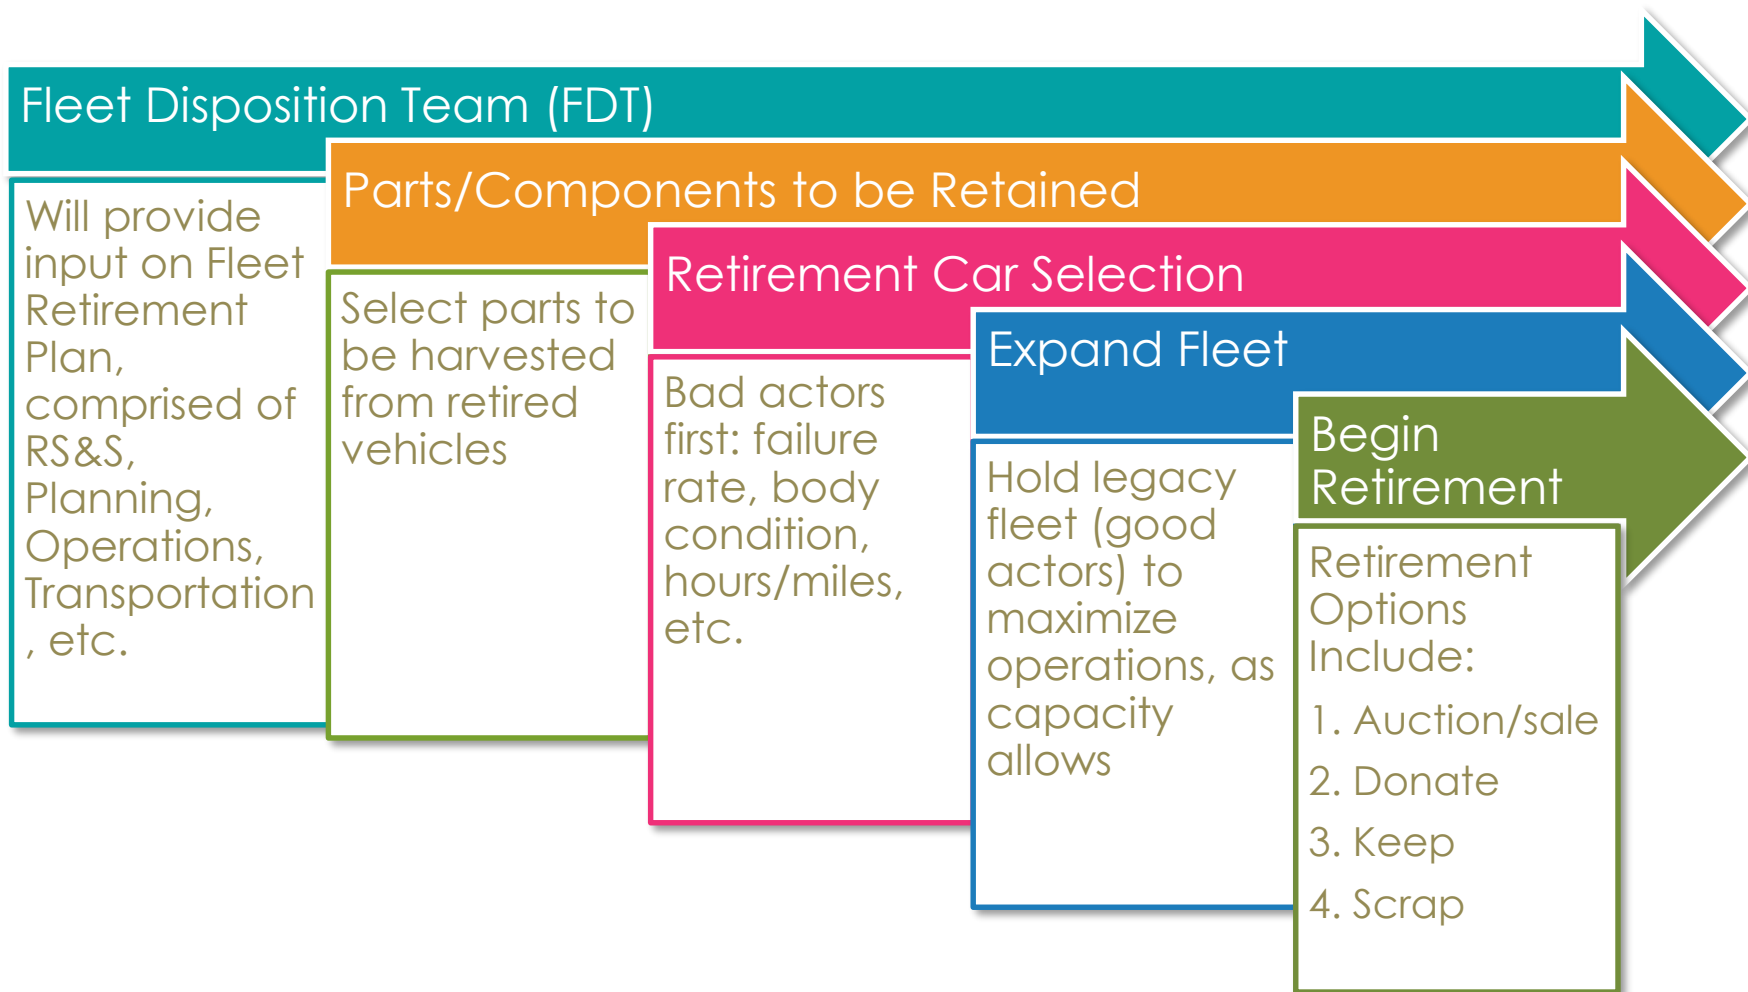 Fleet Disposition Team (FDT)
Will provide
input on Fleet
Retirement
Plan,
comprised of
RS&S,
Planning,
Operations,
Transportation
, etc.
Parts/Components to be Retained
Select parts to
be harvested
from retired
vehicles
Retirement Car Selection
Bad actors
first: failure
rate, body
condition,
hours/miles,
etc.
Expand Fleet
Hold legacy
fleet (good
actors) to
maximize
operations, as
capacity
allows
Begin
Retirement
Retirement
Options
Include:
1. Auction/sale
2. Donate
3. Keep
4. Scrap